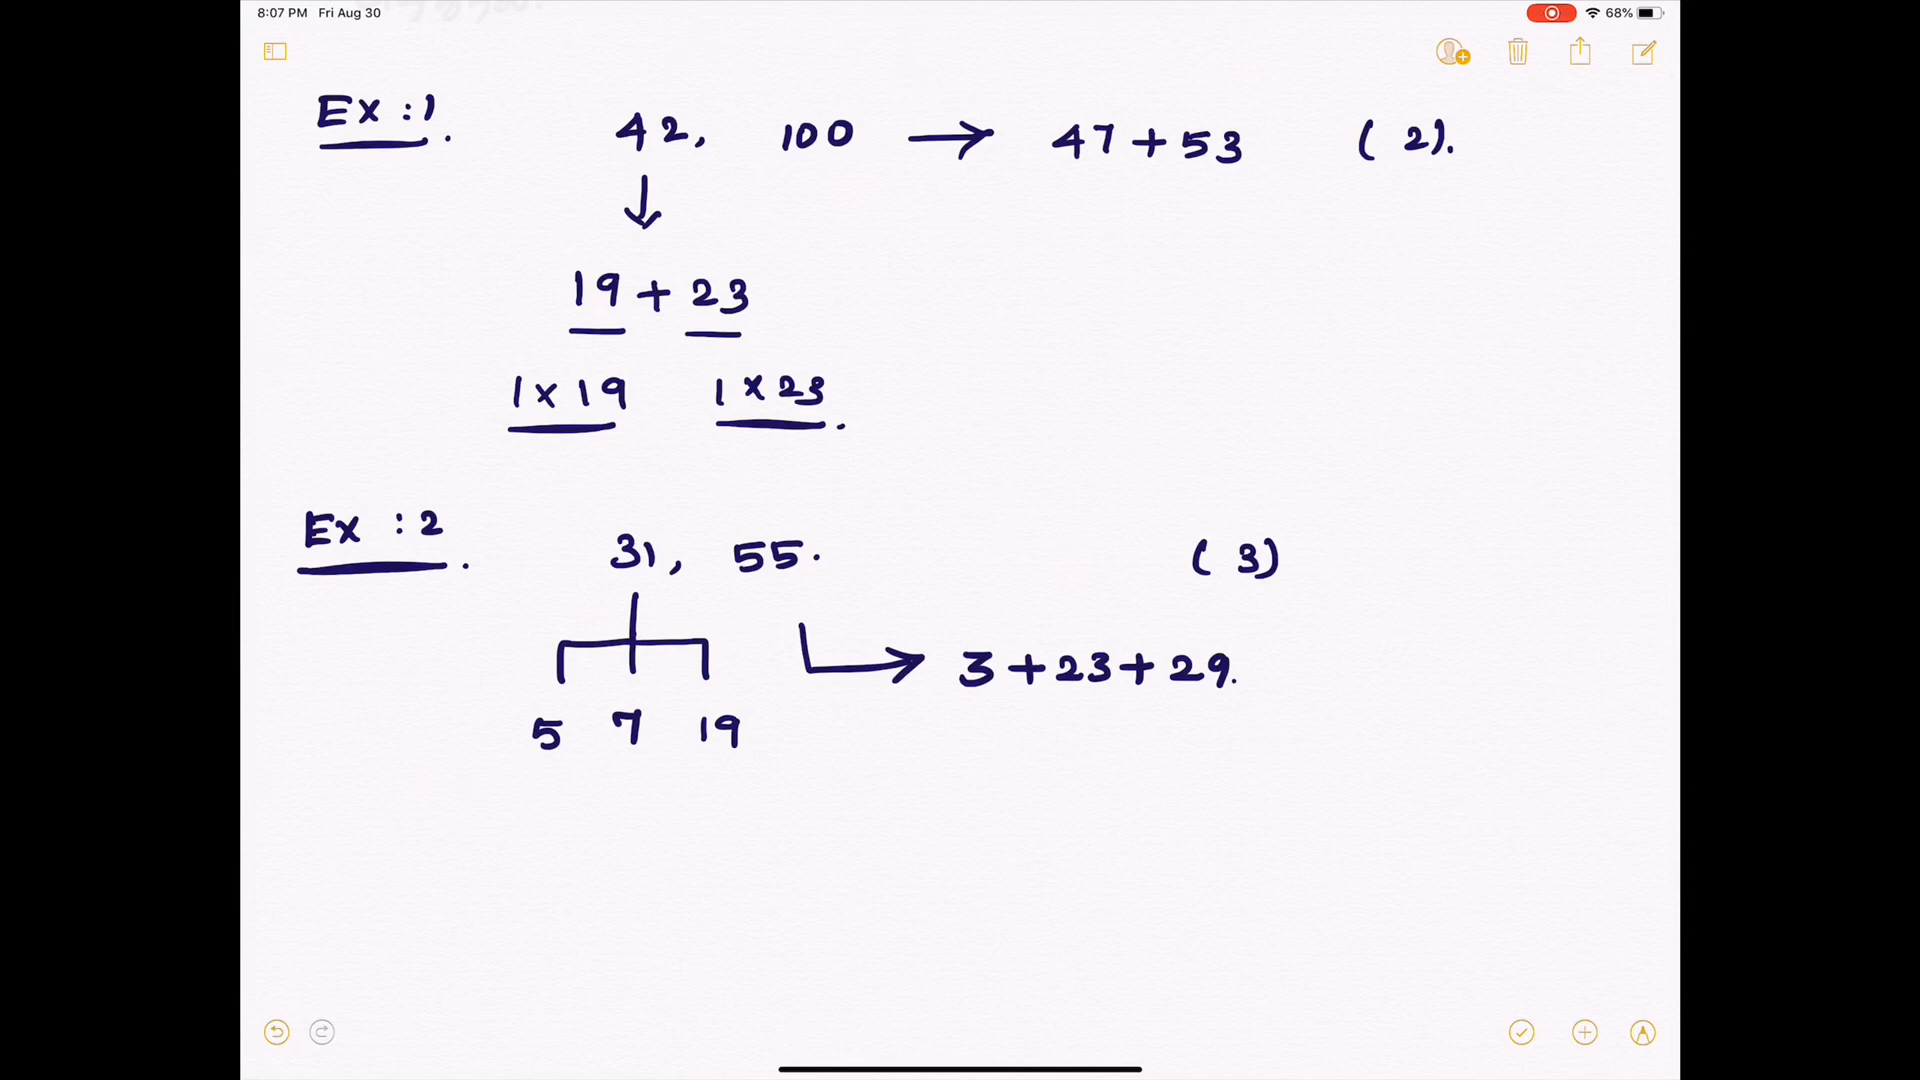 8:07 PM Fri Aug 30 68%
Ex : 1.
42, 100 → 47 + 53 ( 2).
↓
19 + 23
1 x 19 1 x 23.
Ex : 2.
31, 55. ( 3)
→ 3 + 23 + 29.
5 7 19